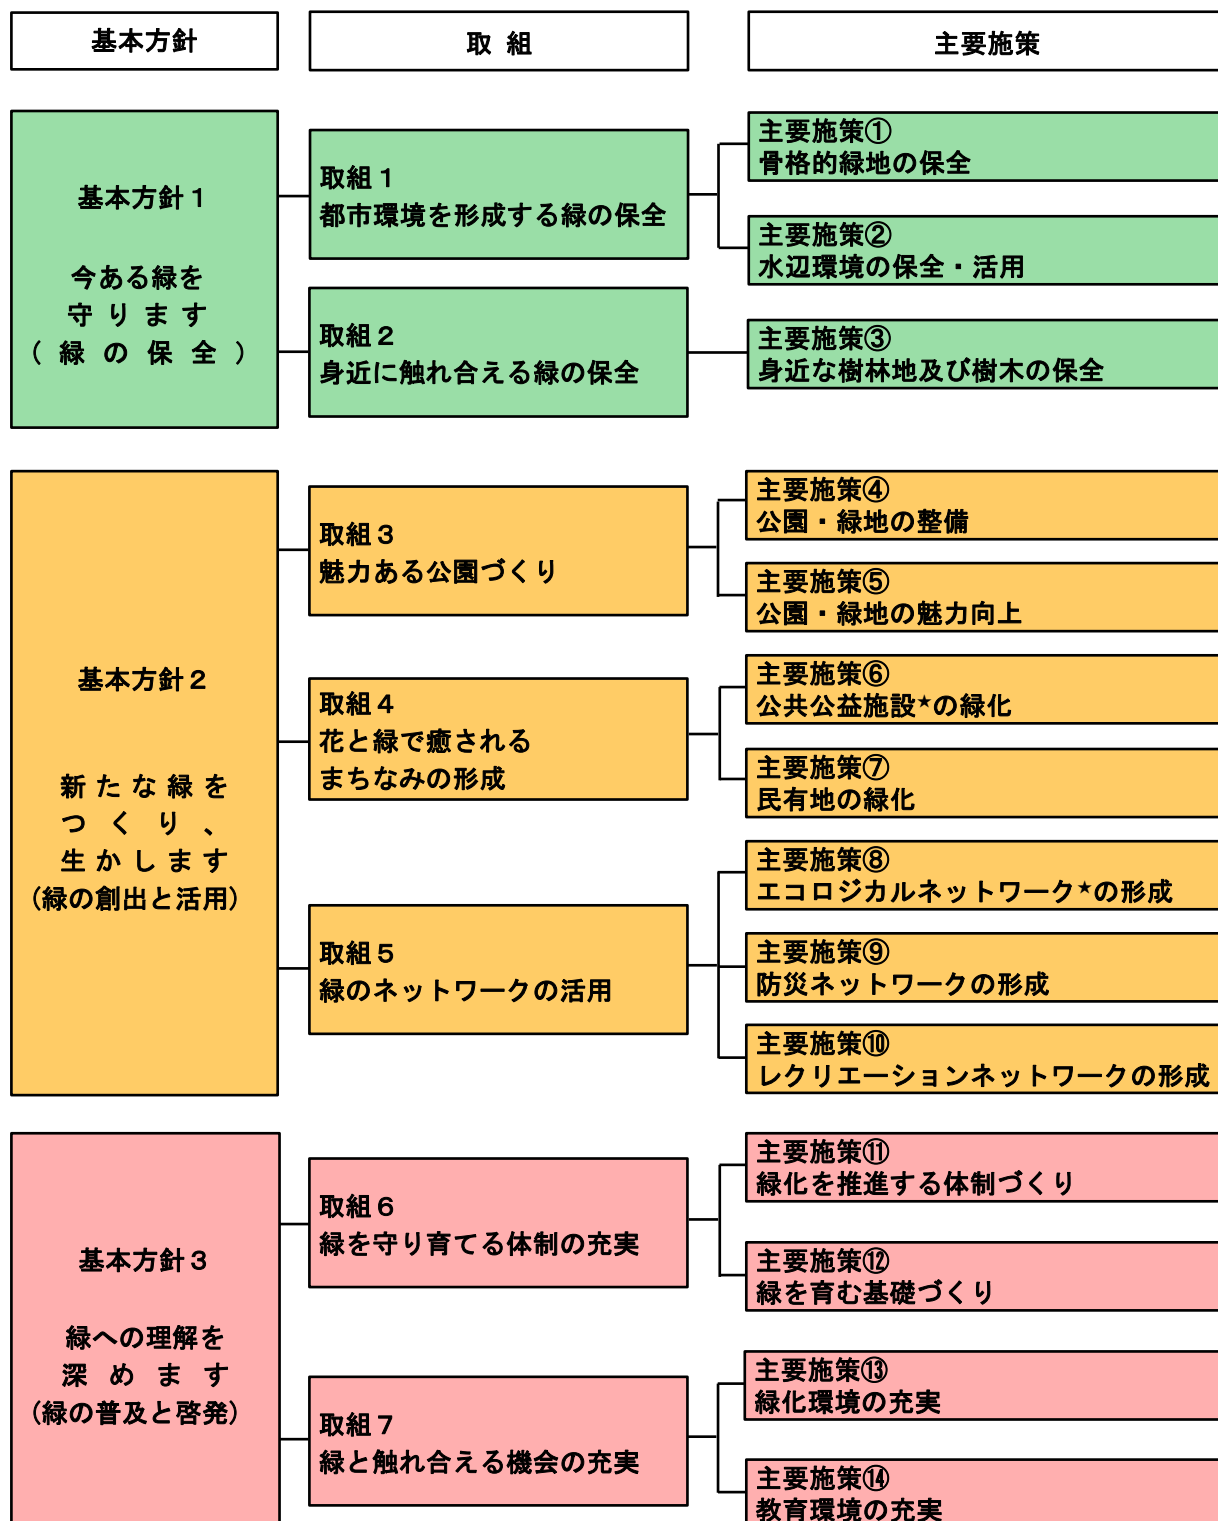 基本方針
取 組
主要施策
基本方針１
今ある緑を
守ります
(緑の保全)
取組１
都市環境を形成する緑の保全
主要施策①
骨格的緑地の保全
主要施策②
水辺環境の保全・活用
取組２
身近に触れ合える緑の保全
主要施策③
身近な樹林地及び樹木の保全
基本方針２
新たな緑を
つくり、
生かします
(緑の創出と活用)
取組３
魅力ある公園づくり
主要施策④
公園・緑地の整備
主要施策⑤
公園・緑地の魅力向上
取組４
花と緑で癒される
まちなみの形成
主要施策⑥
公共公益施設★の緑化
主要施策⑦
民有地の緑化
取組５
緑のネットワークの活用
主要施策⑧
エコロジカルネットワーク★の形成
主要施策⑨
防災ネットワークの形成
主要施策⑩
レクリエーションネットワークの形成
基本方針３
緑への理解を
深めます
(緑の普及と啓発)
取組６
緑を守り育てる体制の充実
主要施策⑪
緑化を推進する体制づくり
主要施策⑫
緑を育む基礎づくり
取組７
緑と触れ合える機会の充実
主要施策⑬
緑化環境の充実
主要施策⑭
教育環境の充実